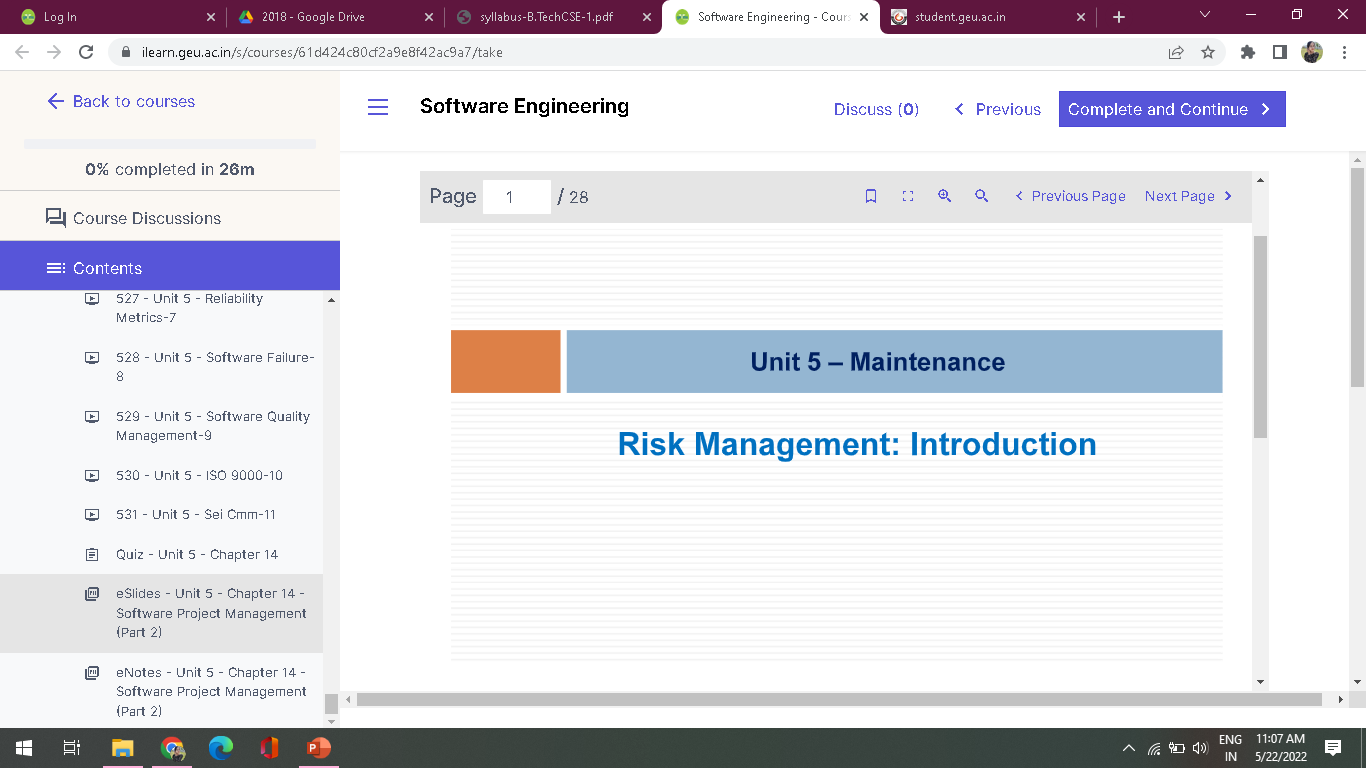 Log In
2018 - Google Drive
syllabus-B.TechCSE-1.pdf
Software Engineering - Cour
student.geu.ac.in
ilearn.geu.ac.in/s/courses/61d424c80cf2a9e8f42ac9a7/take
Back to courses
0% completed in 26m
Course Discussions
Contents
527 - Unit 5 - Reliability
Metrics-7
528 - Unit 5 - Software Failure-
8
529 - Unit 5 - Software Quality
Management-9
530 - Unit 5 - ISO 9000-10
531 - Unit 5 - Sei Cmm-11
Quiz - Unit 5 - Chapter 14
eSlides - Unit 5 - Chapter 14 -
Software Project Management
(Part 2)
eNotes - Unit 5 - Chapter 14 -
Software Project Management
(Part 2)
Software Engineering
Discuss (0)
Previous
Complete and Continue
Page 1 / 28
Previous Page
Next Page
Unit 5 – Maintenance
Risk Management: Introduction
ENG
IN
11:07 AM
5/22/2022